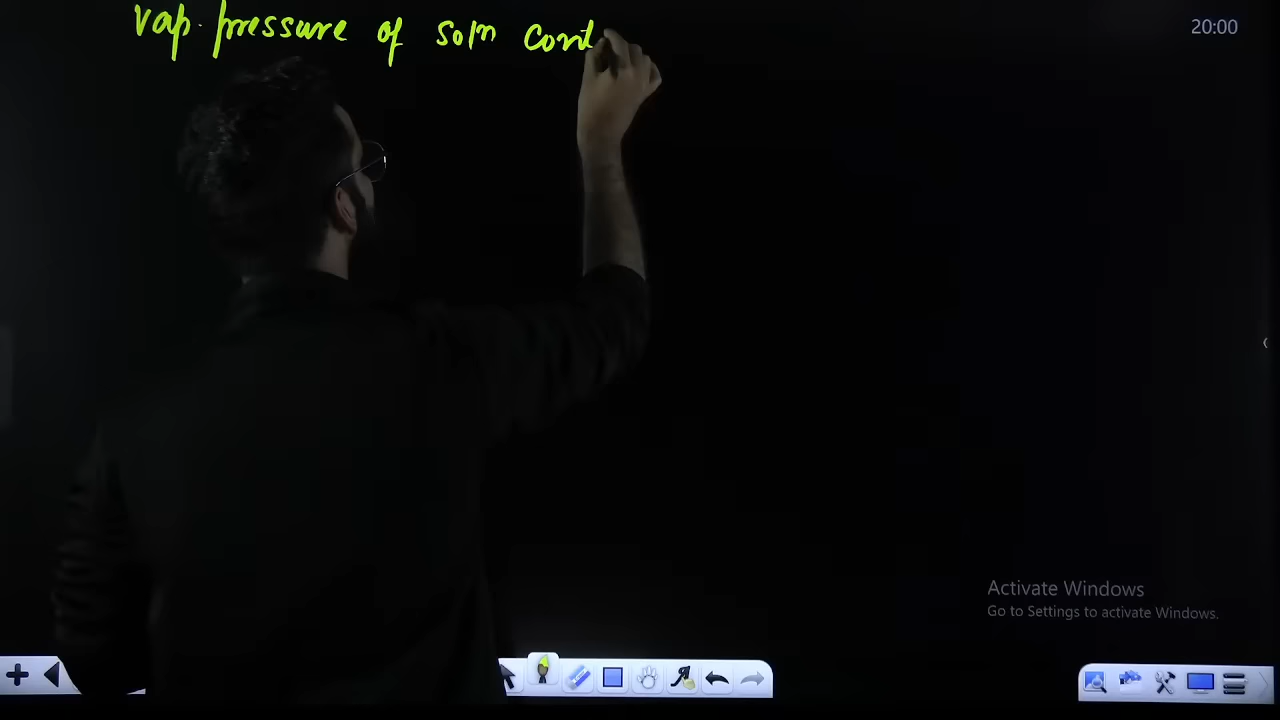 20:00
vap. pressure of soln cont
Activate Windows
Go to Settings to activate Windows.